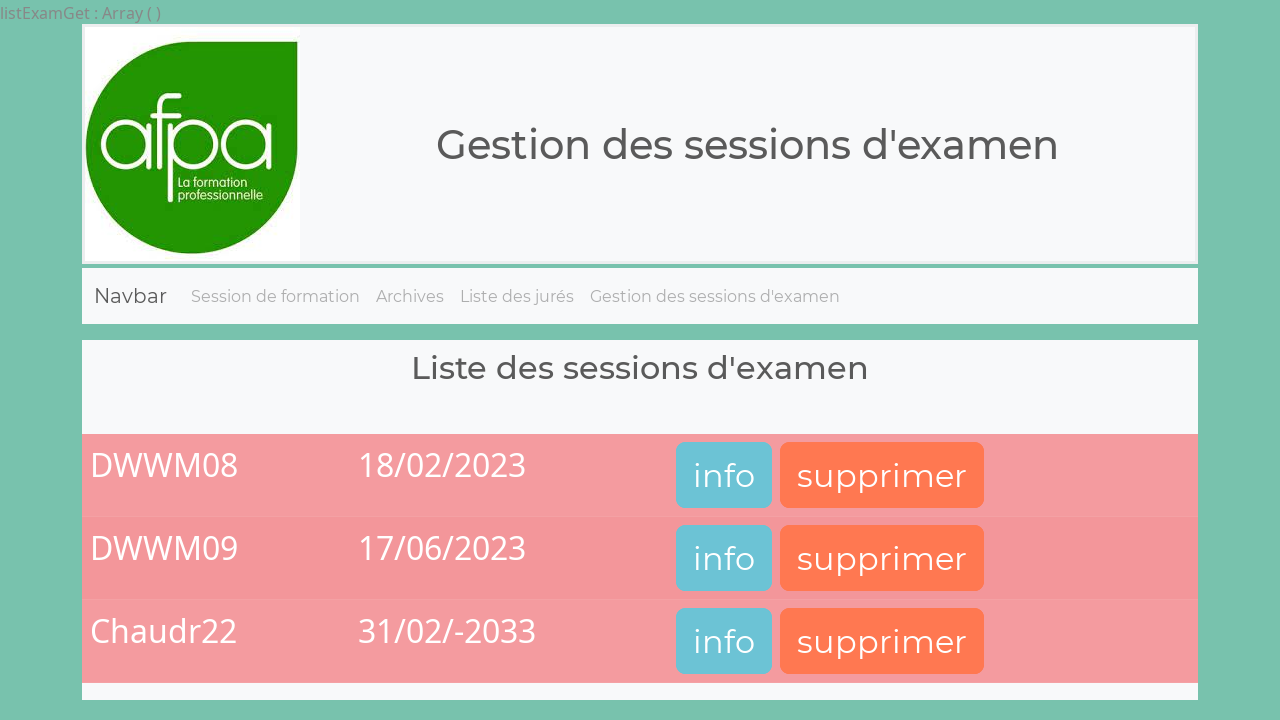 listExamGet : Array ( )
afpa
La formation
professionnelle
Gestion des sessions d'examen
Navbar Session de formation Archives Liste des jurés Gestion des sessions d'examen
Liste des sessions d'examen
DWWM08 18/02/2023 info supprimer
DWWM09 17/06/2023 info supprimer
Chaudr22 31/02/-2033 info supprimer